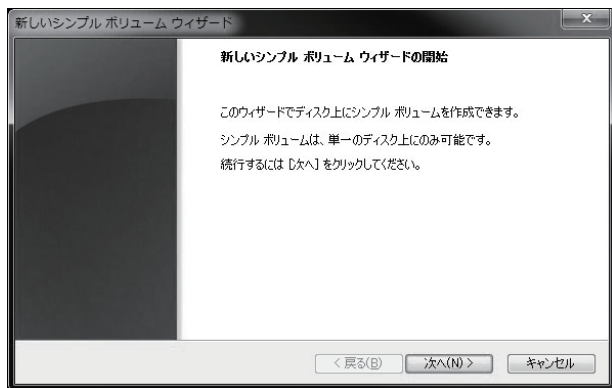 新しいシンプル ボリューム ウィザード
新しいシンプル ボリューム ウィザードの開始
このウィザードでディスク上にシンプル ボリュームを作成できます。
シンプル ボリュームは、単一のディスク上にのみ可能です。
続行するには [次へ] をクリックしてください。
< 戻る(B) 次へ(N) > キャンセル